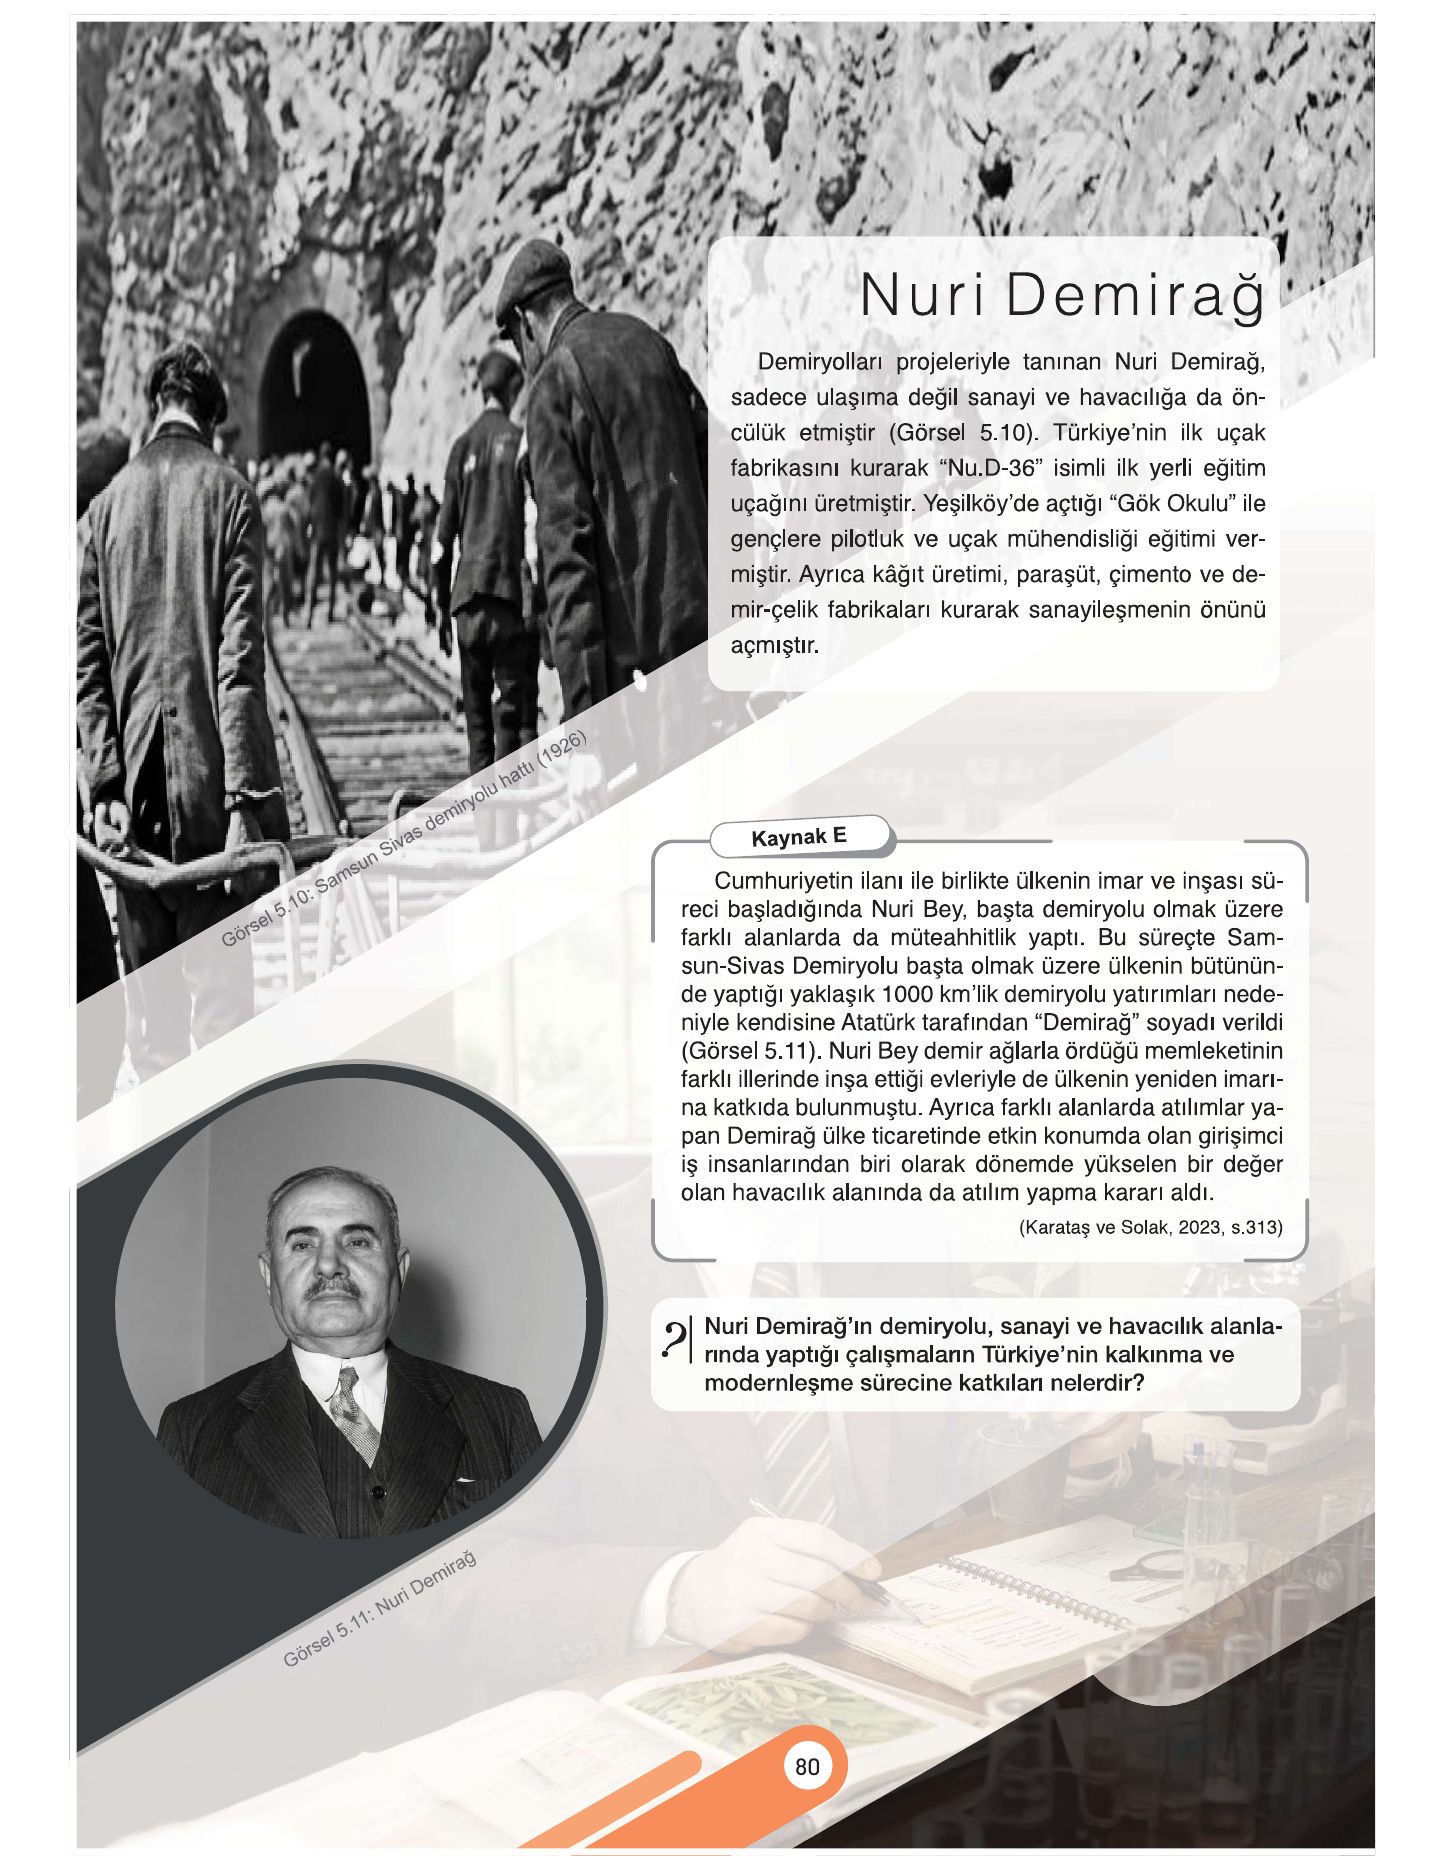 Nuri Demirağ
Demiryolları projeleriyle tanınan Nuri Demirağ,
sadece ulaşıma değil sanayi ve havacılığa da ön-
cülük etmiştir (Görsel 5.10). Türkiye’nin ilk uçak
fabrikasını kurarak “Nu.D-36” isimli ilk yerli eğitim
uçağını üretmiştir. Yeşilköy’de açtığı “Gök Okulu” ile
gençlere pilotluk ve uçak mühendisliği eğitimi ver-
miştir. Ayrıca kâğıt üretimi, paraşüt, çimento ve de-
mir-çelik fabrikaları kurarak sanayileşmenin önünü
açmıştır.
Görsel 5.10: Samsun Sivas demiryolu hattı (1926)
Kaynak E
Cumhuriyetin ilanı ile birlikte ülkenin imar ve inşası sü-
reci başladığında Nuri Bey, başta demiryolu olmak üzere
farklı alanlarda da müteahhitlik yaptı. Bu süreçte Sam-
sun-Sivas Demiryolu başta olmak üzere ülkenin bütünün-
de yaptığı yaklaşık 1000 km’lik demiryolu yatırımları nede-
niyle kendisine Atatürk tarafından “Demirağ” soyadı verildi
(Görsel 5.11). Nuri Bey demir ağlarla ördüğü memleketinin
farklı illerinde inşa ettiği evleriyle de ülkenin yeniden imarı-
na katkıda bulunmuştu. Ayrıca farklı alanlarda atılımlar ya-
pan Demirağ ülke ticaretinde etkin konumda olan girişimci
iş insanlarından biri olarak dönemde yükselen bir değer
olan havacılık alanında da atılım yapma kararı aldı.
(Karataş ve Solak, 2023, s.313)
? Nuri Demirağ’ın demiryolu, sanayi ve havacılık alanla-
rında yaptığı çalışmaların Türkiye’nin kalkınma ve
modernleşme sürecine katkıları nelerdir?
Görsel 5.11: Nuri Demirağ
80